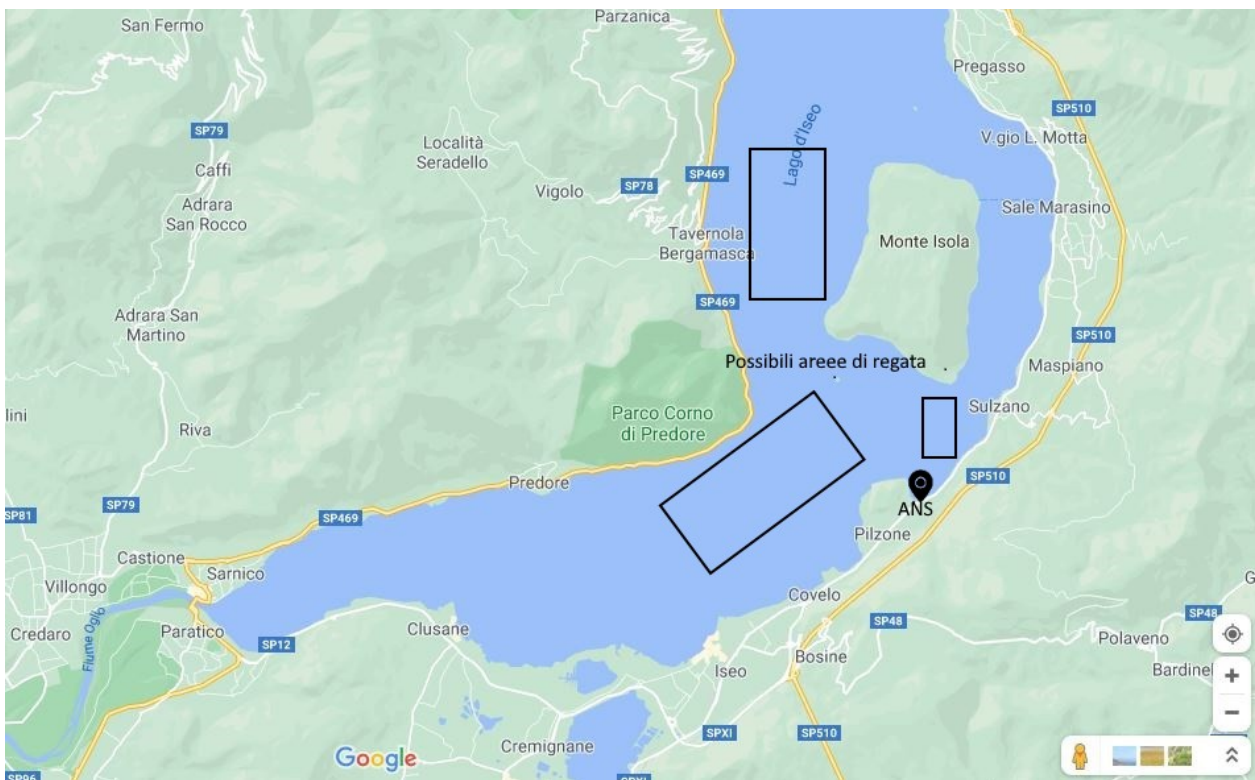 Parzanica
San Fermo
Pregasso
SP510
SP79
Lago d'Iseo
V.gio L. Motta
Località
Seradello
Caffi
SP469
Vigolo
SP78
Adrara
San Rocco
Sale Marasino
Tavernola
Bergamasca
Monte Isola
SP469
Adrara San
Martino
SP510
Possibili areee di regata
Maspiano
Parco Corno
di Predore
Sulzano
lini
Riva
SP510
Predore
ANS
SP79
SP81
SP469
Pilzone
Castione
Sarnico
Villongo
Covelo
G
SP48
SP48
Credaro
Fiume Oglio
Paratico
SP12
Clusane
Polaveno
Iseo
Bosine
Bardinel
SPXI
SP510
Cremignane
Google
SP96
SPXI